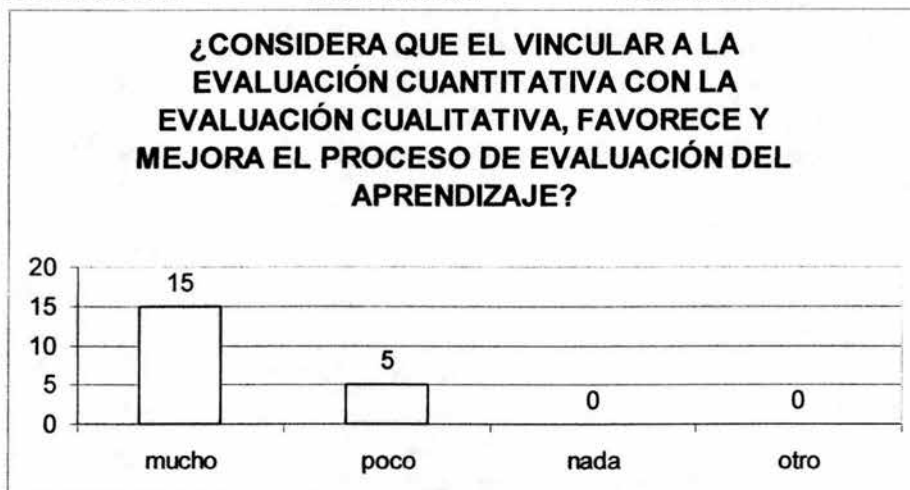 ¿CONSIDERA QUE EL VINCULAR A LA
EVALUACIÓN CUANTITATIVA CON LA
EVALUACIÓN CUALITATIVA, FAVORECE Y
MEJORA EL PROCESO DE EVALUACIÓN DEL
APRENDIZAJE?
20
15
10
5
0
15
5
0
0
mucho poco nada otro